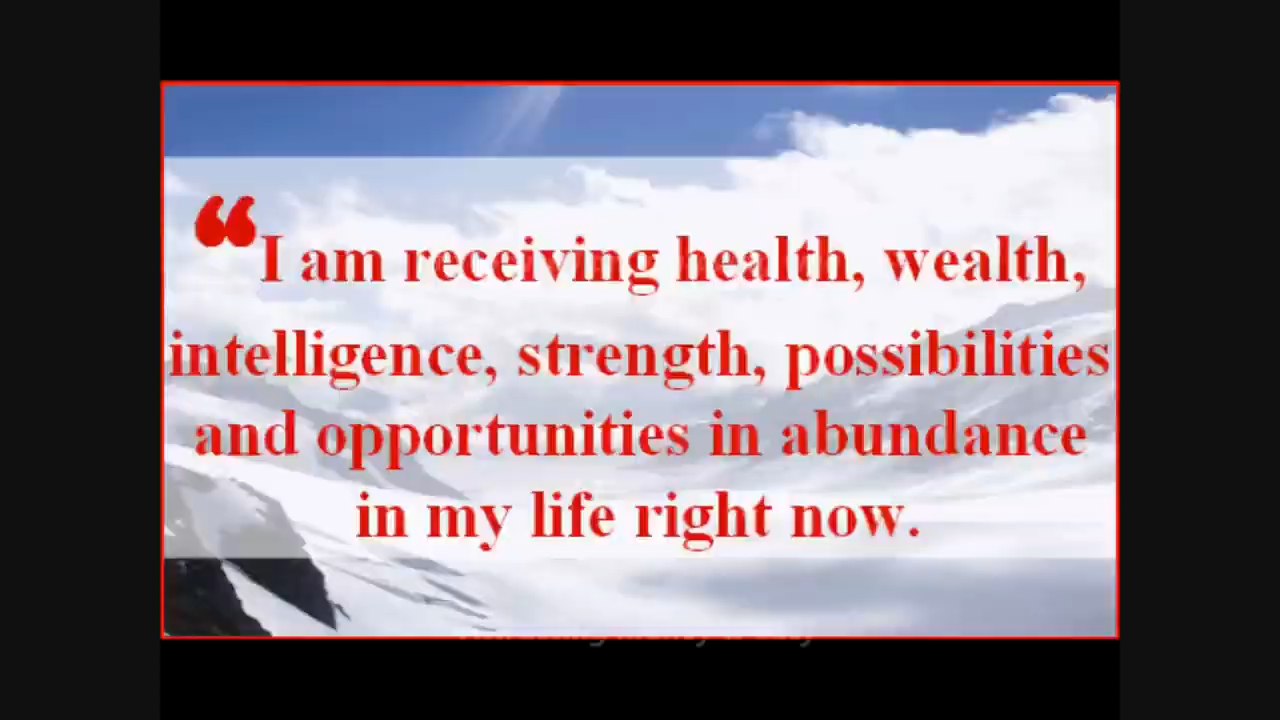 “I am receiving health, wealth,
intelligence, strength, possibilities
and opportunities in abundance
in my life right now.